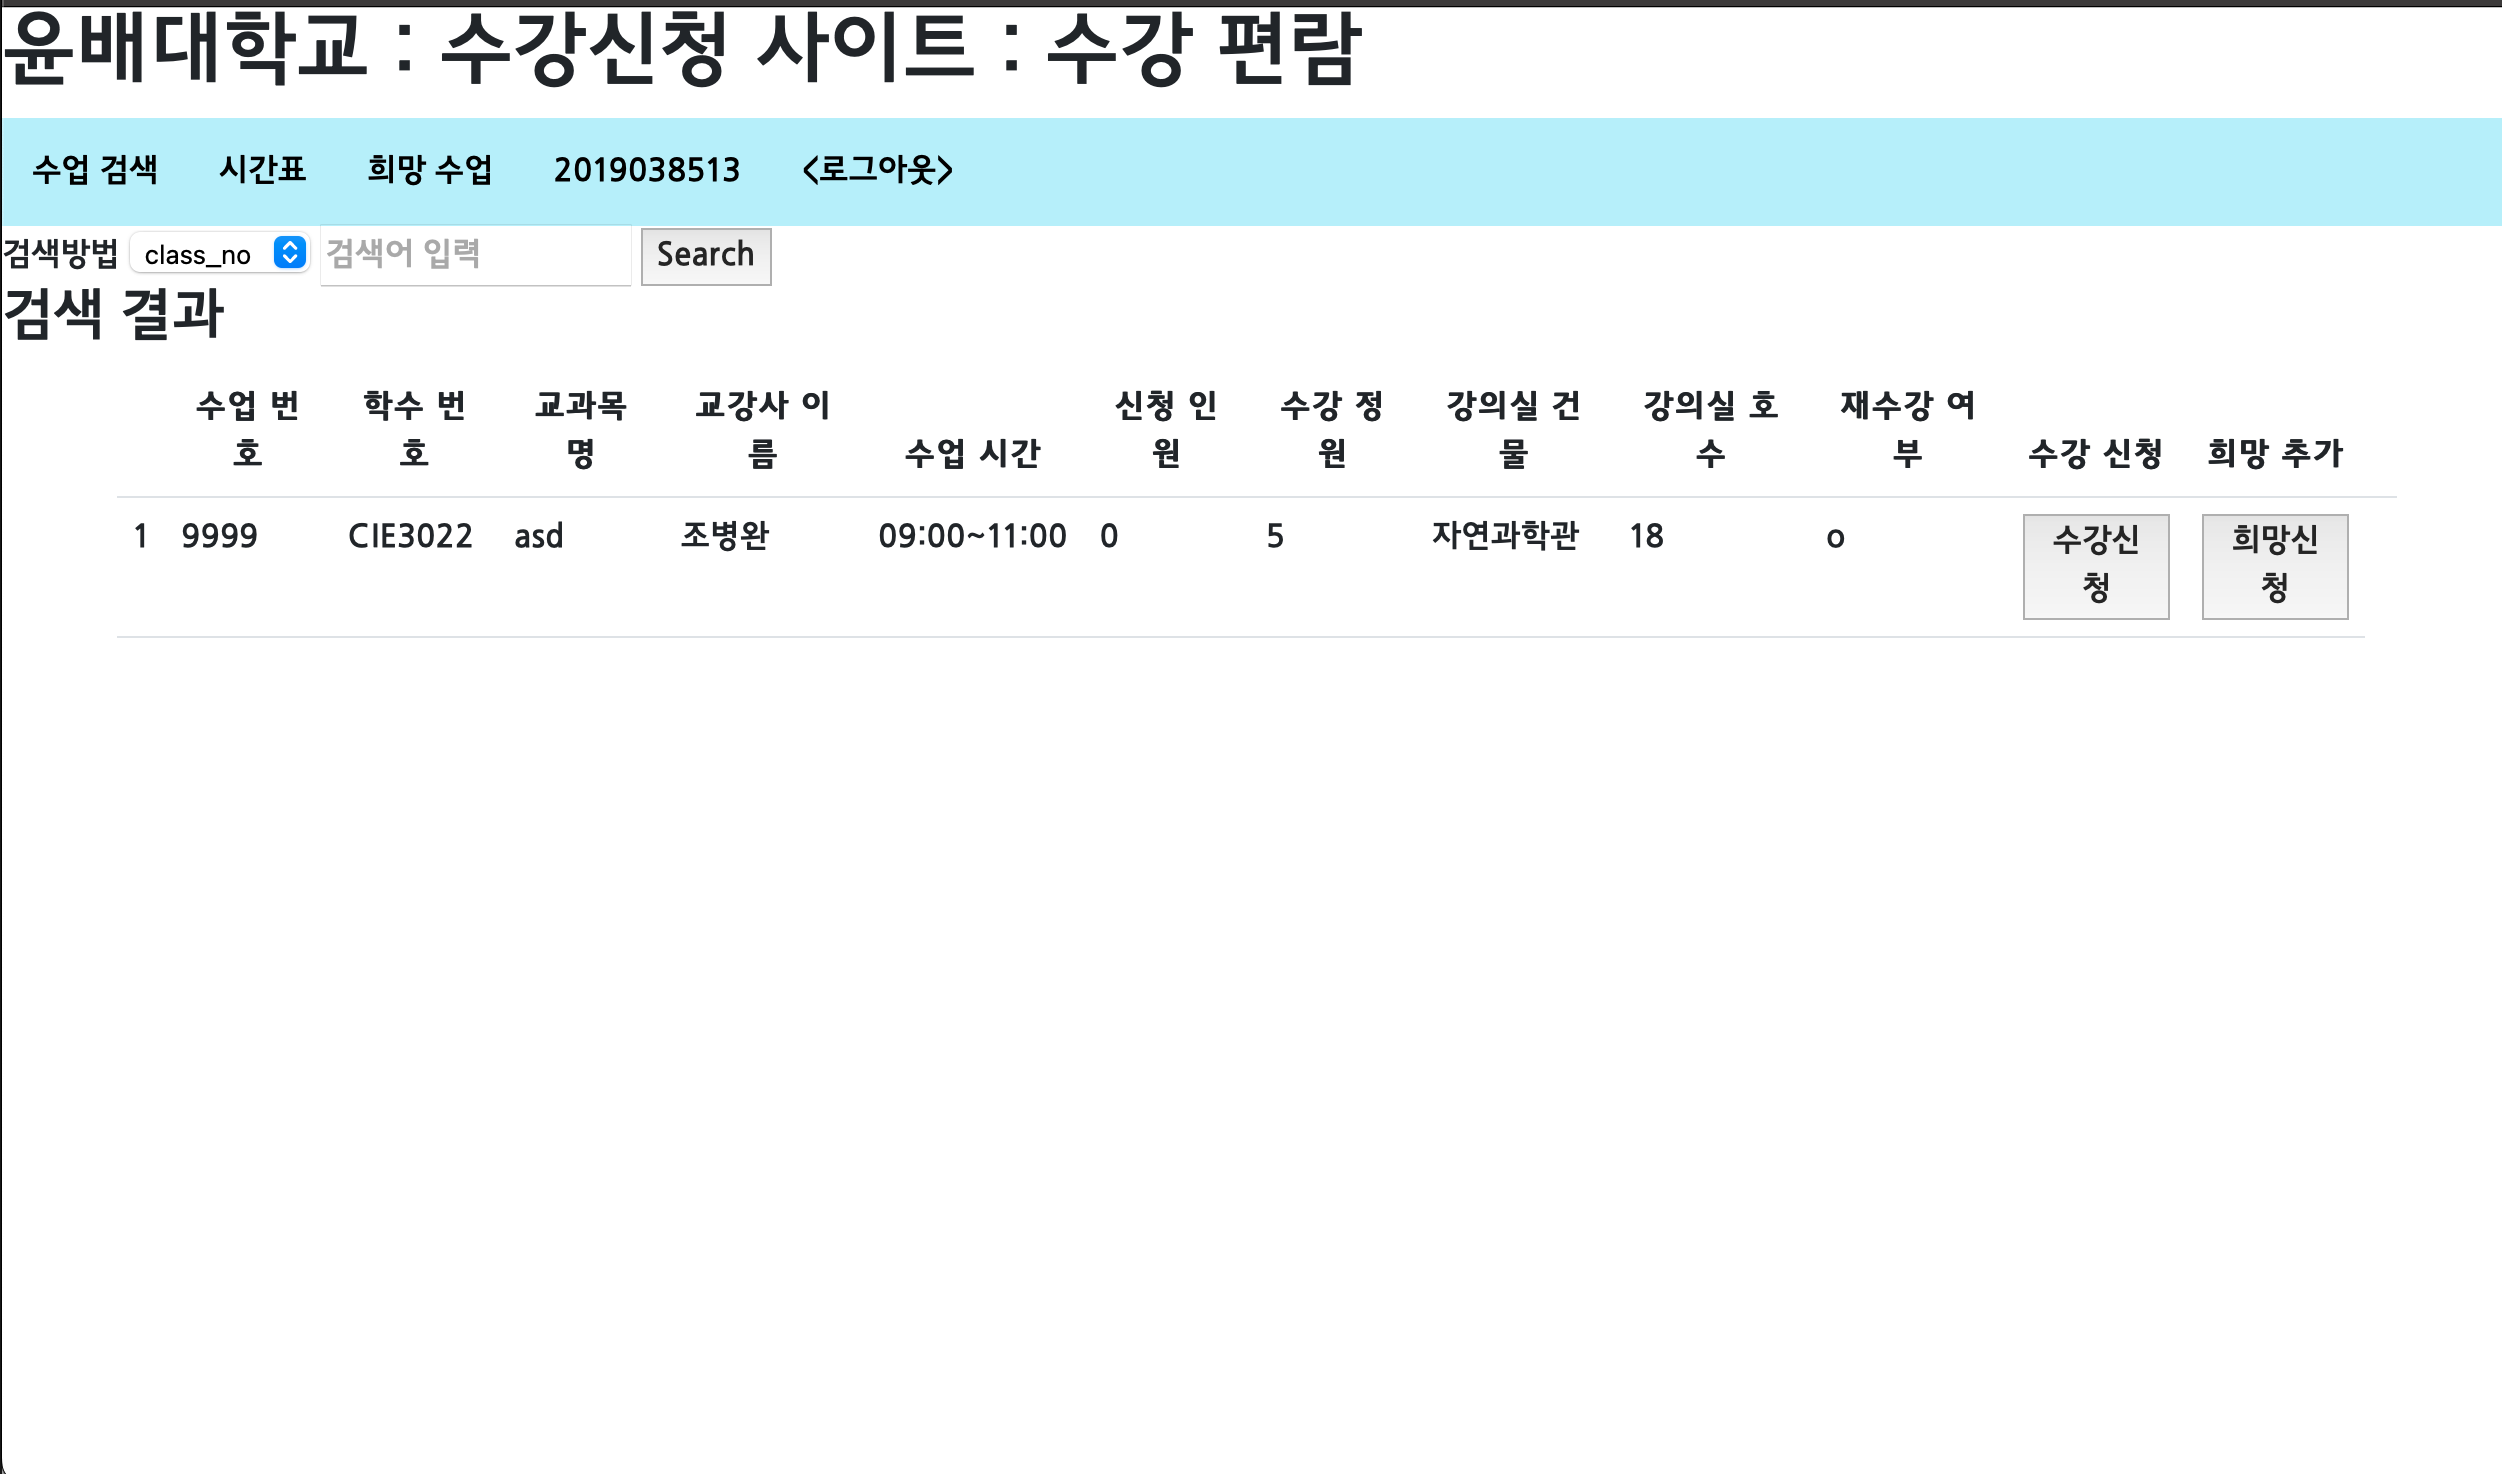 윤배대학교 : 수강신청 사이트 : 수강 편람
수업 검색 시간표 희망 수업 2019038513 <로그아웃>
검색방법 class_no 검색어 입력 Search
검색 결과
수업 번 학수 번 교과목 교강사 이 신청 인 수강 정 강의실 건 강의실 호 재수강 여
호 호 명 름 수업 시간 원 원 물 수 부 수강 신청 희망 추가
1 9999 CIE3022 asd 조병완 09:00~11:00 0 5 자연과학관 18 o 수강신 희망신
청 청